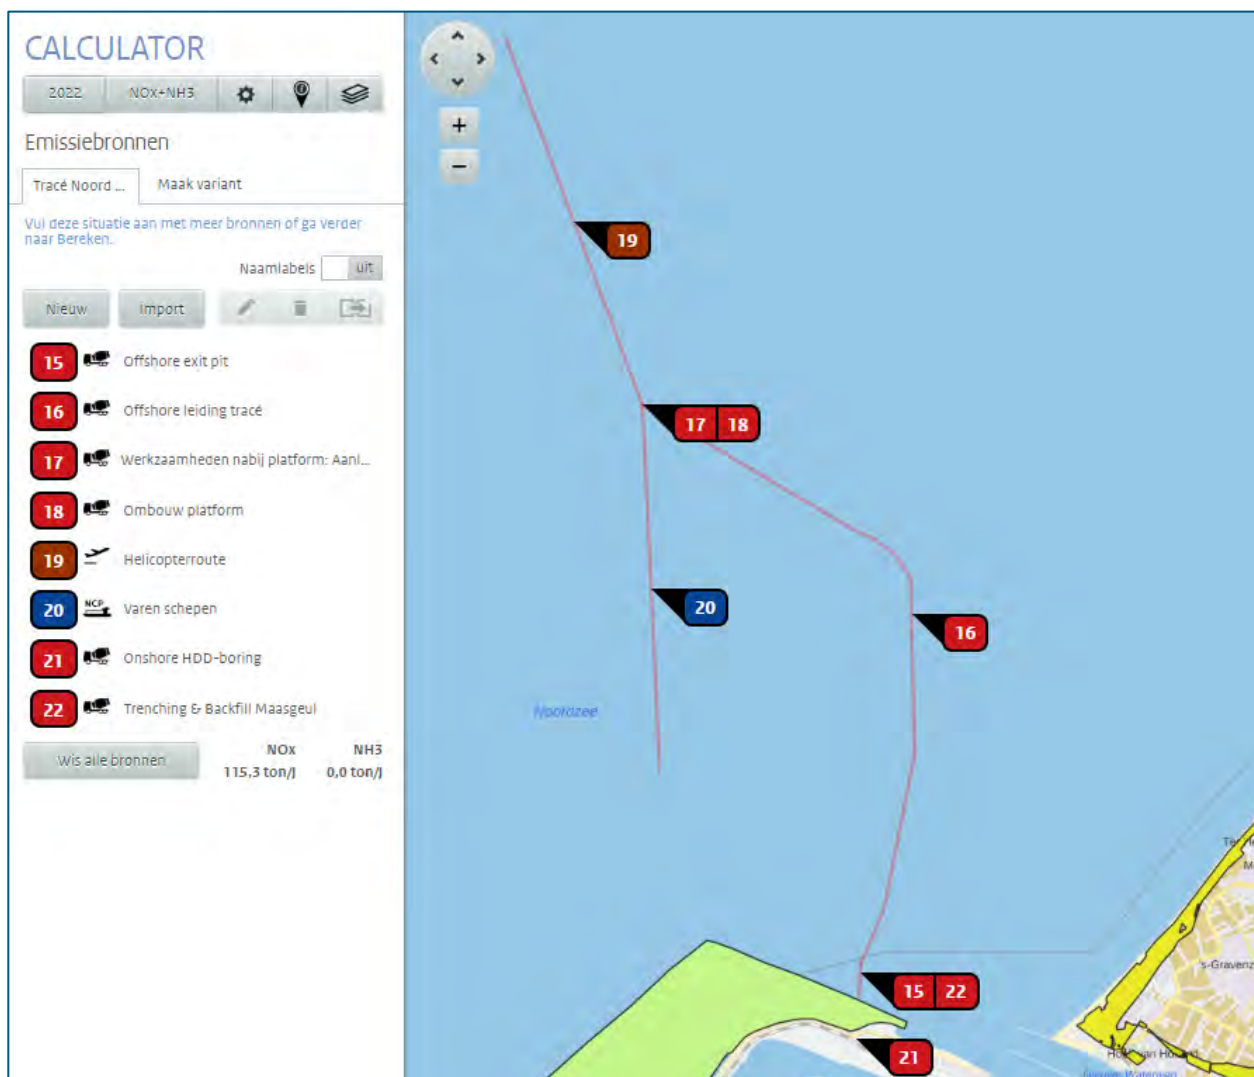 CALCULATOR
2022 NOx+NH3
Emissiebronnen
Tracé Noord ... Maak variant
Vul deze situatie aan met meer bronnen of ga verder
naar Bereken.
Naamlabels uit
Nieuw Import
15 Offshore exit pit
16 Offshore leiding tracé
17 Werkzaamheden nabij platform: Aanl...
18 Ombouw platform
19 Helicopterroute
20 NCP Varen schepen
21 Onshore HDD-boring
22 Trenching & Backfill Maasgeul
Wis alle bronnen
NOx NH3
115,3 ton/j 0,0 ton/j
19
17 18
20
16
Noordzee
's-Gravenz
15 22
21